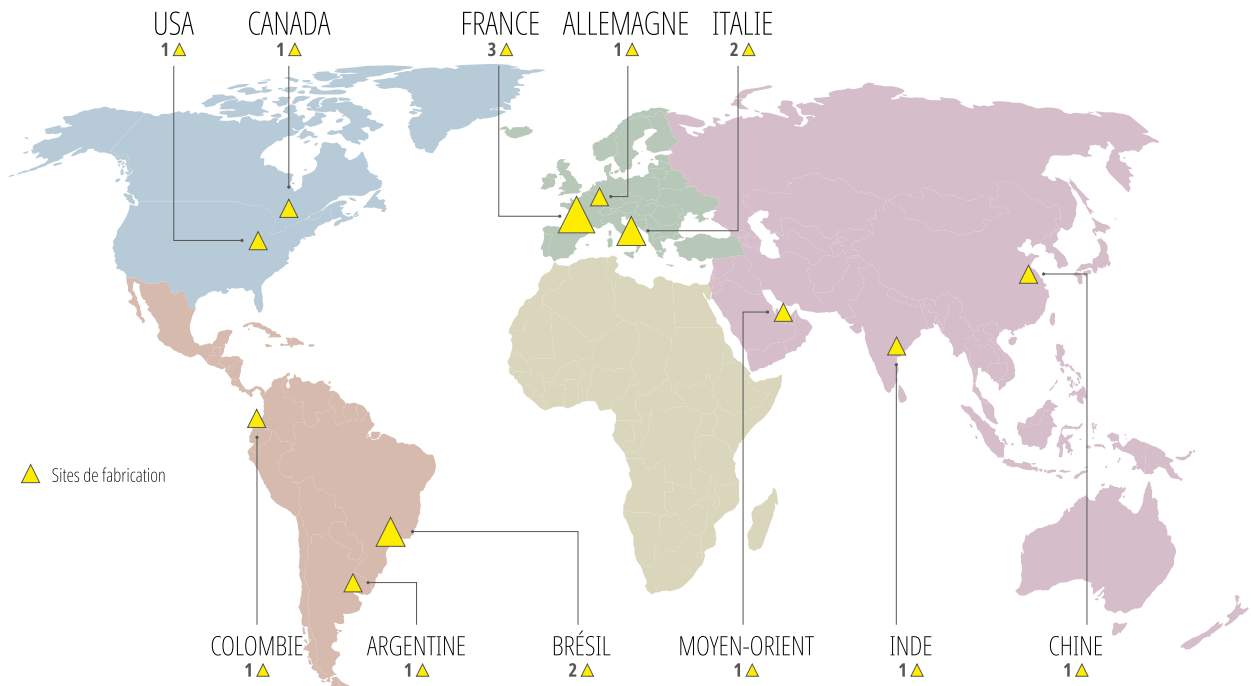 USA
1
CANADA
1
FRANCE
3
ALLEMAGNE
1
ITALIE
2
Sites de fabrication
COLOMBIE
1
ARGENTINE
1
BRÉSIL
2
MOYEN-ORIENT
1
INDE
1
CHINE
1